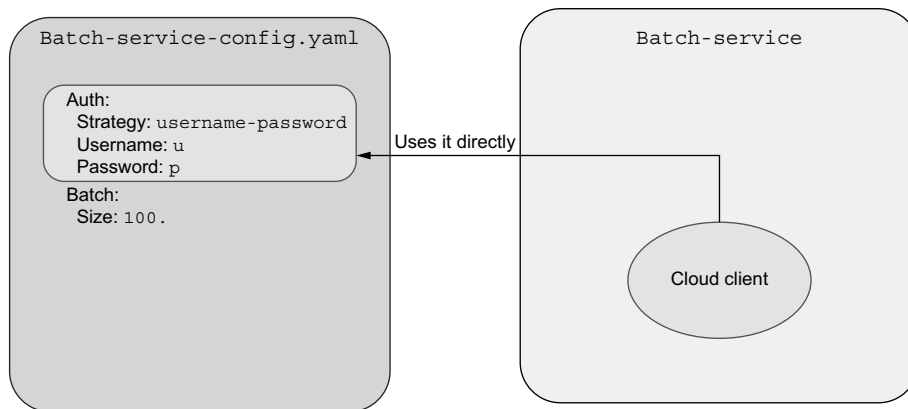 Batch-service-config.yaml
Auth:
Strategy: username-password
Username: u
Password: p
Batch:
Size: 100.
Uses it directly
Batch-service
Cloud client